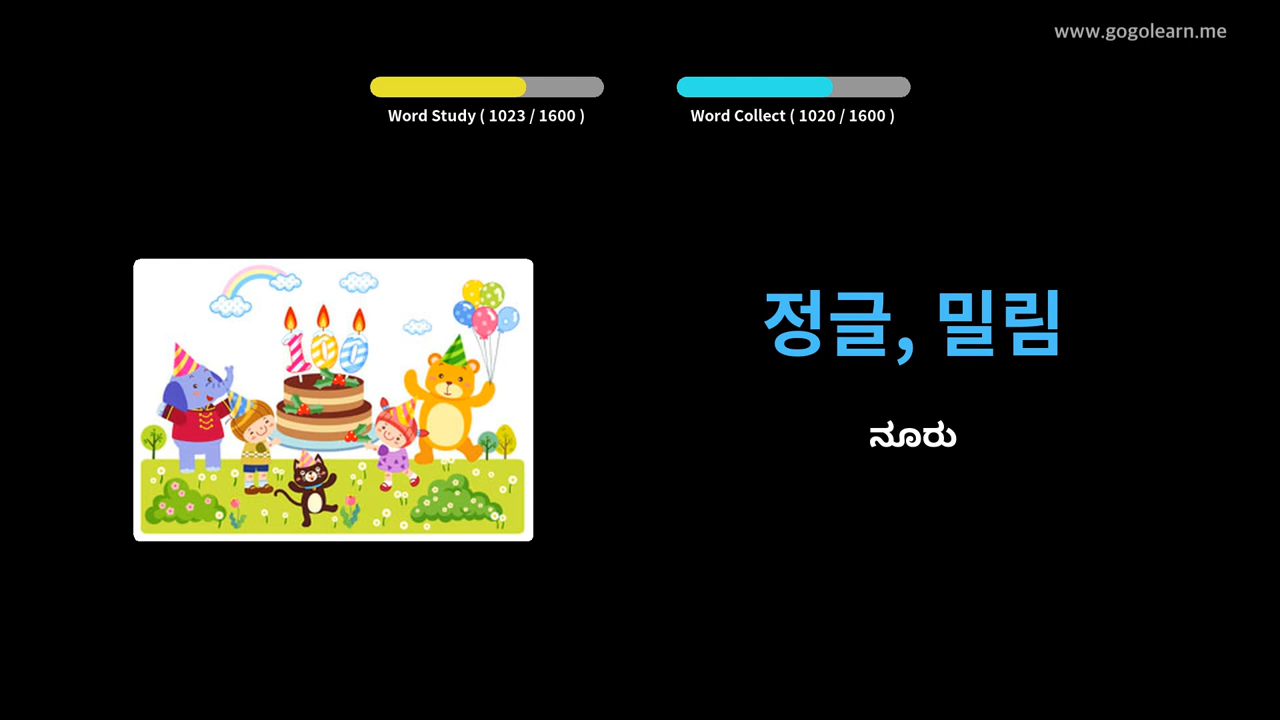 www.gogolearn.me
Word Study ( 1023 / 1600 )
Word Collect ( 1020 / 1600 )
100
정글, 밀림
ನೂರು